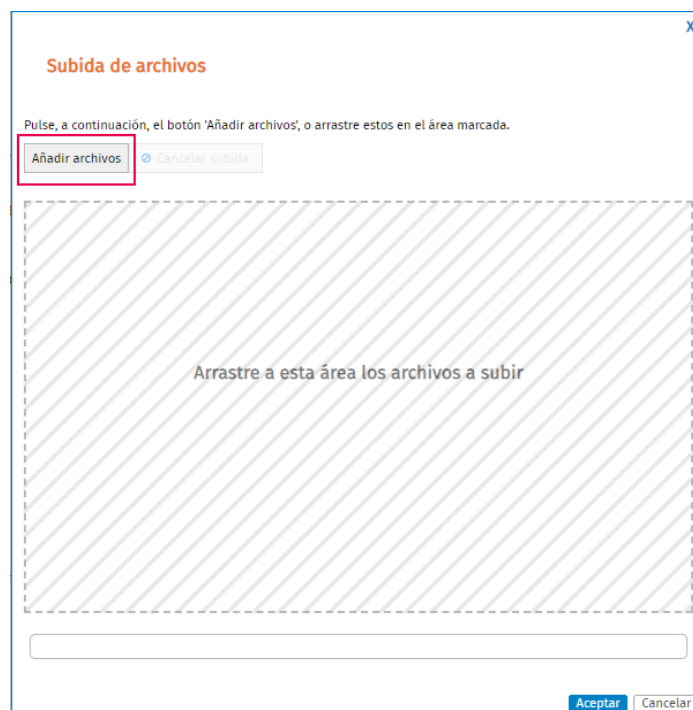 X
Subida de archivos
Pulse, a continuación, el botón 'Añadir archivos', o arrastre estos en el área marcada.
Añadir archivos
Cancelar subida
Arrastre a esta área los archivos a subir
Aceptar
Cancelar